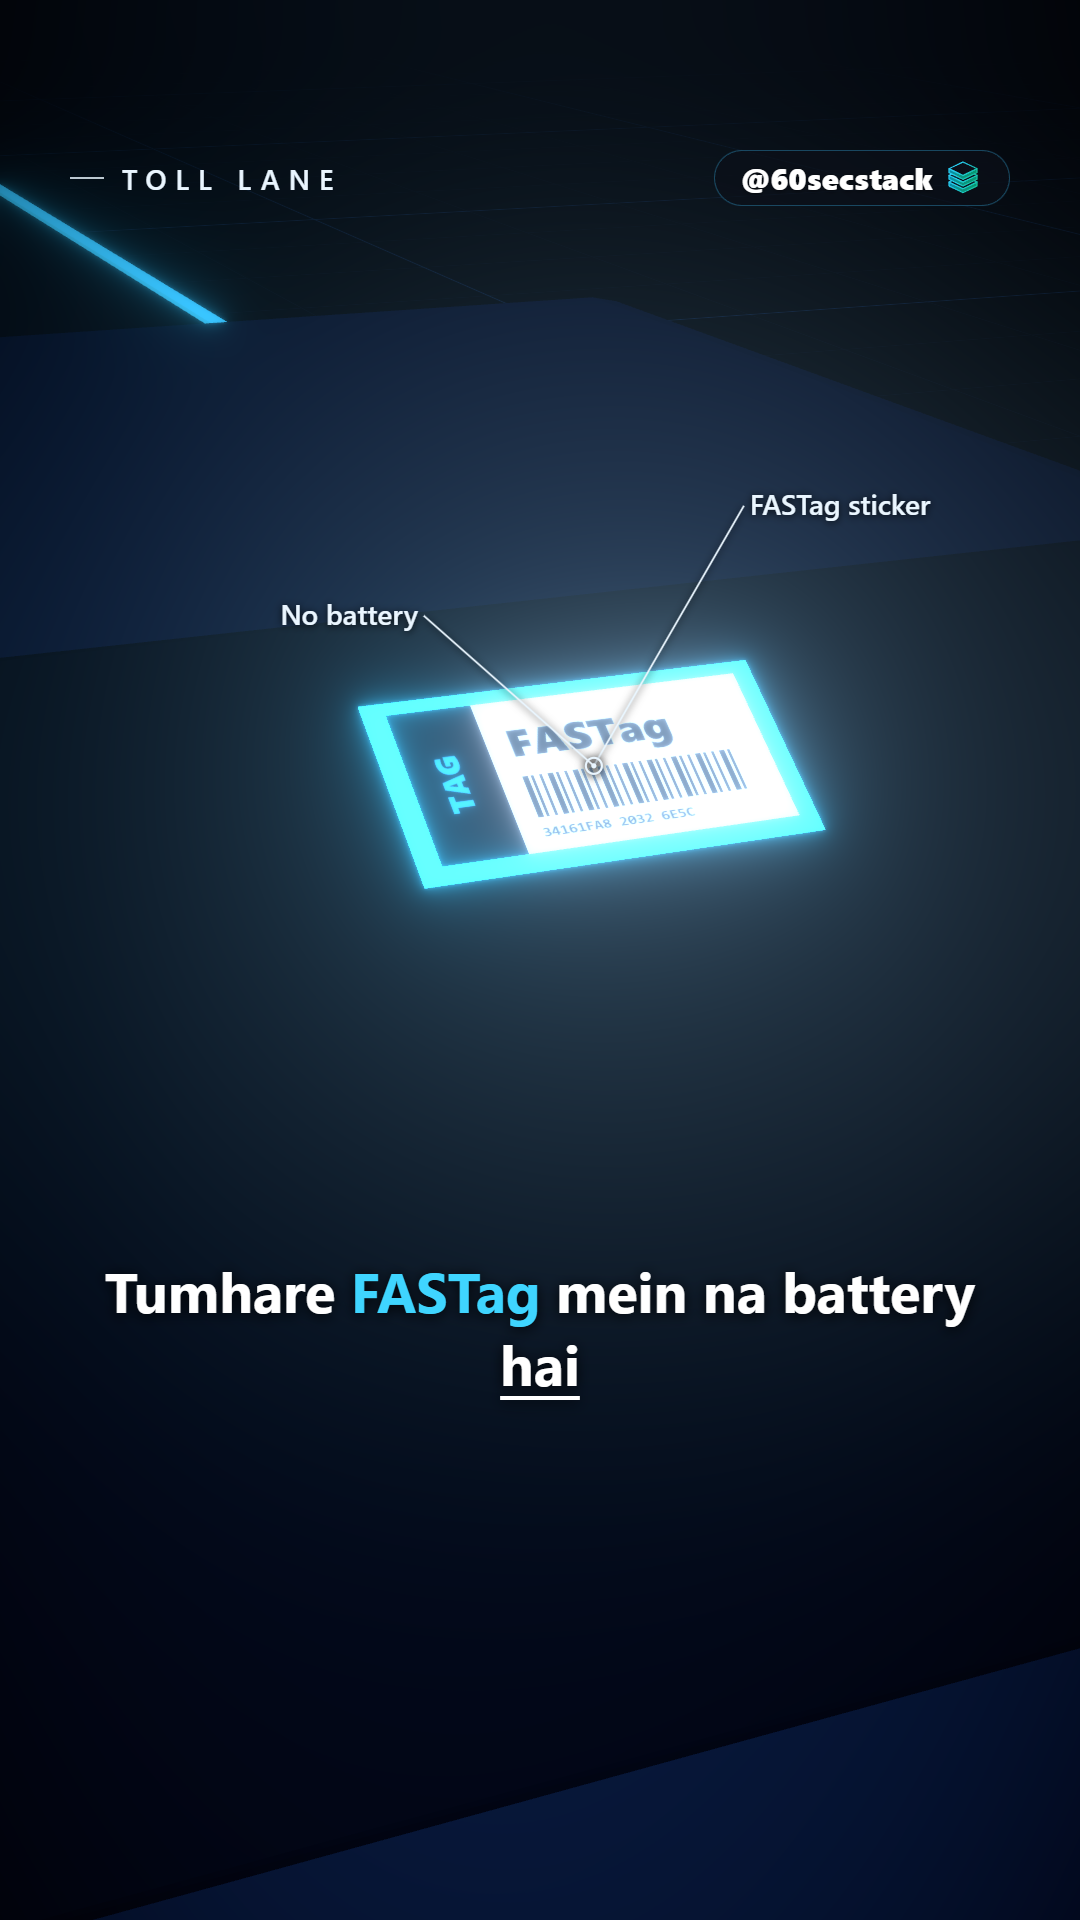 TOLL LANE
@60secstack
FASTag sticker
No battery
TAG
FASTag
34161FA8 2032 6E5C
Tumhare FASTag mein na battery
hai